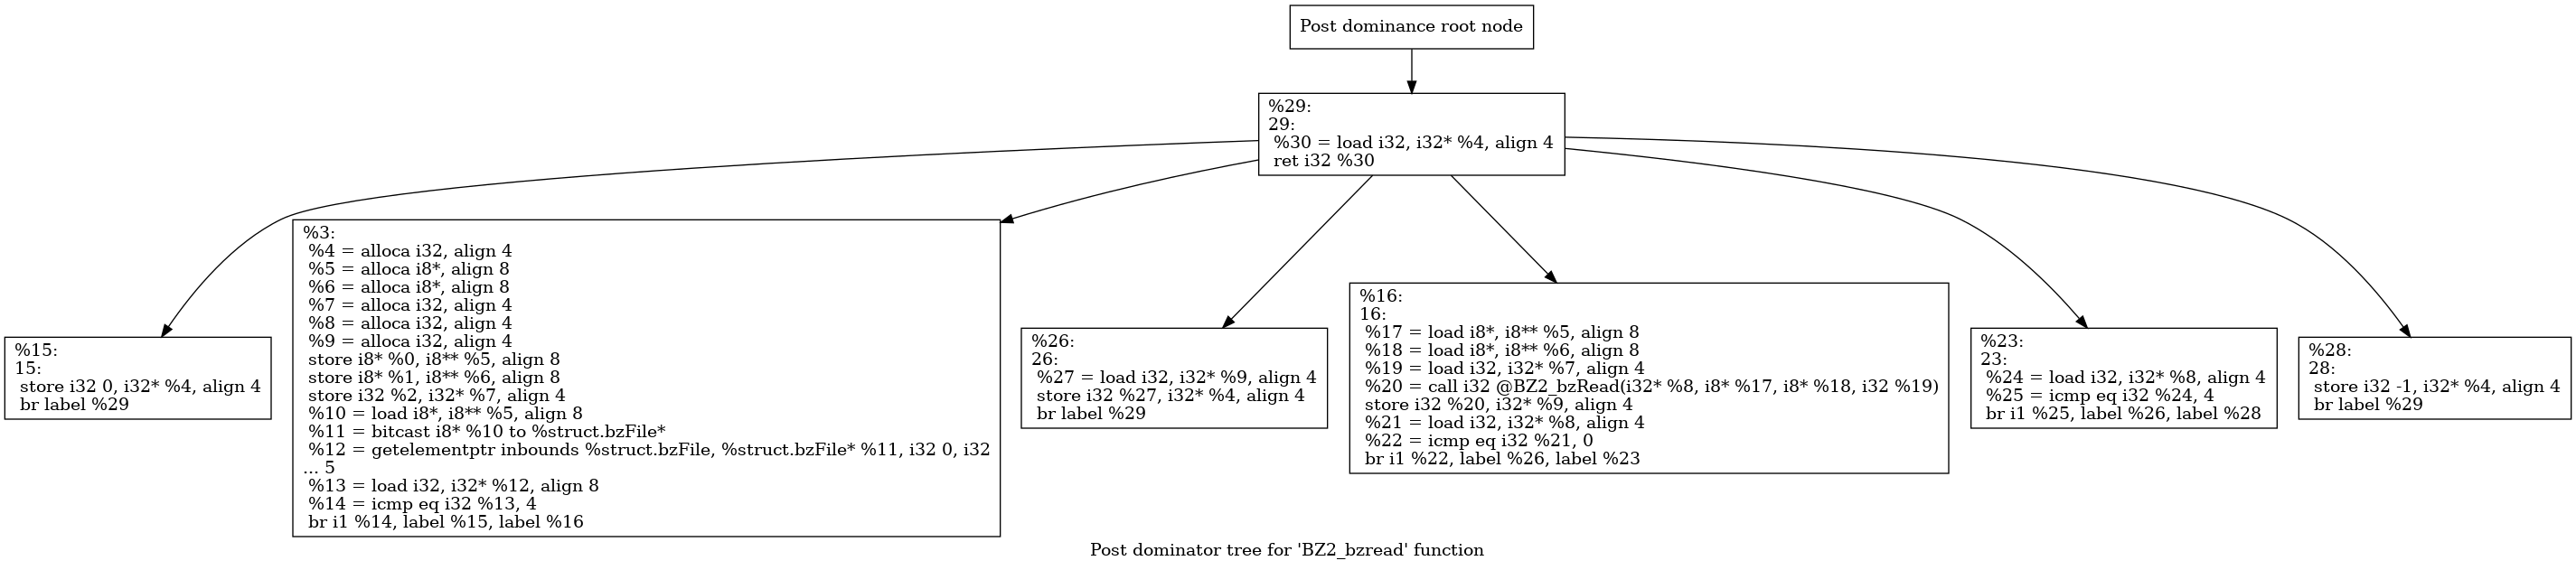 Post dominance root node
%29:
29:
%30 = load i32, i32* %4, align 4
ret i32 %30
%15:
15:
store i32 0, i32* %4, align 4
br label %29
%3:
%4 = alloca i32, align 4
%5 = alloca i8*, align 8
%6 = alloca i8*, align 8
%7 = alloca i32, align 4
%8 = alloca i32, align 4
%9 = alloca i32, align 4
store i8* %0, i8** %5, align 8
store i8* %1, i8** %6, align 8
store i32 %2, i32* %7, align 4
%10 = load i8*, i8** %5, align 8
%11 = bitcast i8* %10 to %struct.bzFile*
%12 = getelementptr inbounds %struct.bzFile, %struct.bzFile* %11, i32 0, i32
... 5
%13 = load i32, i32* %12, align 8
%14 = icmp eq i32 %13, 4
br i1 %14, label %15, label %16
%26:
26:
%27 = load i32, i32* %9, align 4
store i32 %27, i32* %4, align 4
br label %29
%16:
16:
%17 = load i8*, i8** %5, align 8
%18 = load i8*, i8** %6, align 8
%19 = load i32, i32* %7, align 4
%20 = call i32 @BZ2_bzRead(i32* %8, i8* %17, i8* %18, i32 %19)
store i32 %20, i32* %9, align 4
%21 = load i32, i32* %8, align 4
%22 = icmp eq i32 %21, 0
br i1 %22, label %26, label %23
%23:
23:
%24 = load i32, i32* %8, align 4
%25 = icmp eq i32 %24, 4
br i1 %25, label %26, label %28
%28:
28:
store i32 -1, i32* %4, align 4
br label %29
Post dominator tree for 'BZ2_bzread' function